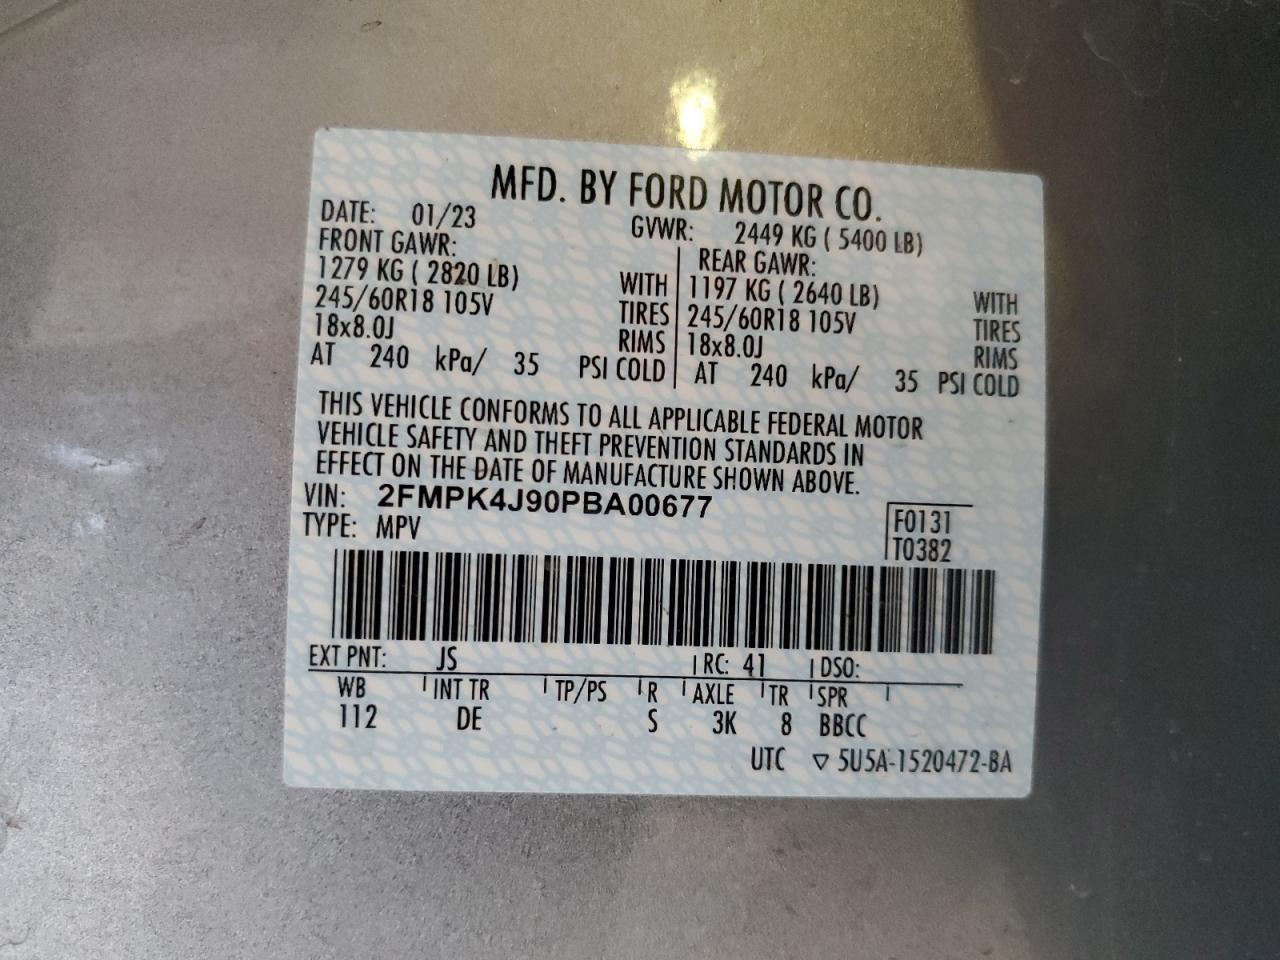 MFD. BY FORD MOTOR CO.
DATE: 01/23 GVWR: 2449 KG ( 5400 LB)
FRONT GAWR: REAR GAWR:
1279 KG ( 2820 LB) WITH 1197 KG ( 2640 LB) WITH
245/60R18 105V TIRES 245/60R18 105V TIRES
18x8.0J RIMS 18x8.0J RIMS
AT 240 kPa/ 35 PSI COLD AT 240 kPa/ 35 PSI COLD
THIS VEHICLE CONFORMS TO ALL APPLICABLE FEDERAL MOTOR
VEHICLE SAFETY AND THEFT PREVENTION STANDARDS IN
EFFECT ON THE DATE OF MANUFACTURE SHOWN ABOVE.
VIN: 2FMPK4J90PBA00677
TYPE: MPV
F0131
T0382
EXT PNT: JS RC: 41 DSO:
WB INT TR TP/PS R AXLE TR SPR
112 DE S 3K 8 BBCC
UTC ▽ 5U5A-1520472-BA